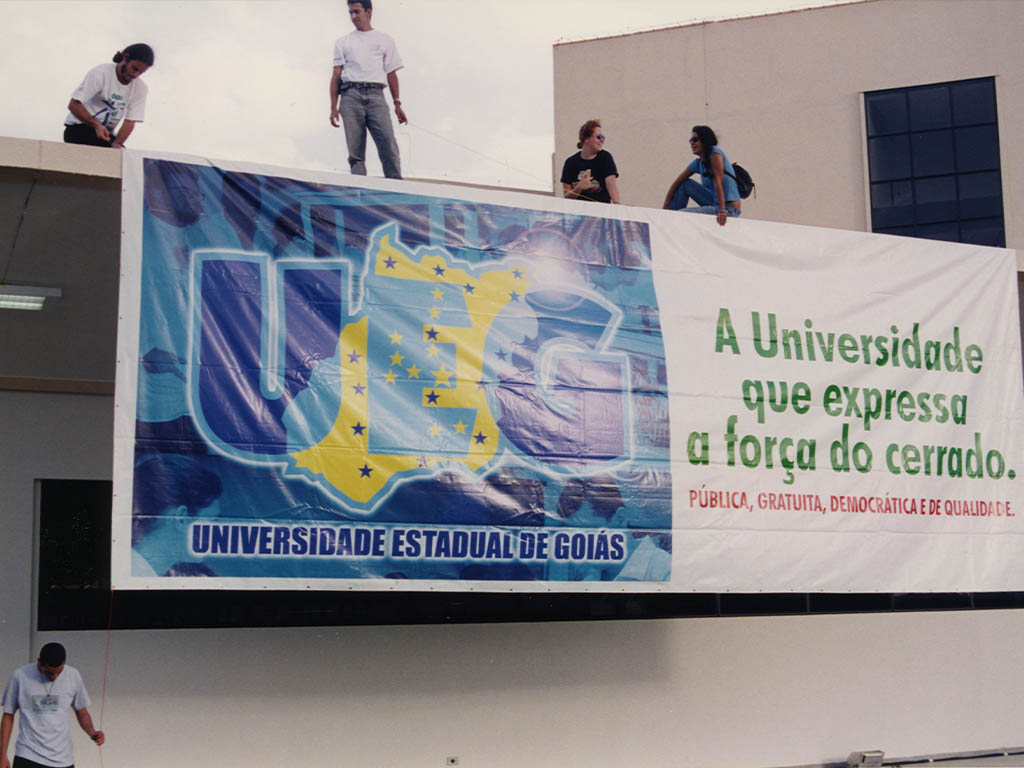 UEG
UNIVERSIDADE ESTADUAL DE GOIÁS
A Universidade
que expressa
a força do cerrado.
PÚBLICA, GRATUITA, DEMOCRÁTICA E DE QUALIDADE.